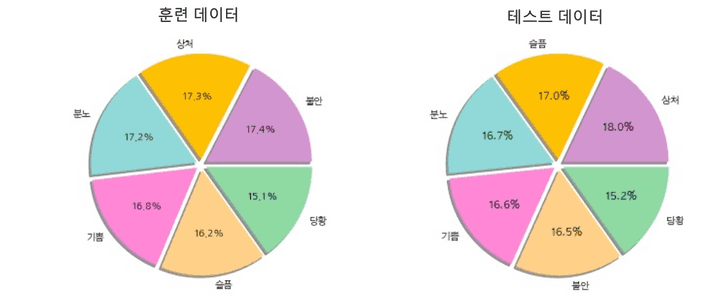 훈련 데이터
상처
17.3%
불안
17.4%
분노
17.2%
16.8%
기쁨
16.2%
슬픔
15.1%
당황
테스트 데이터
슬픔
17.0%
상처
18.0%
분노
16.7%
16.6%
기쁨
16.5%
불안
15.2%
당황